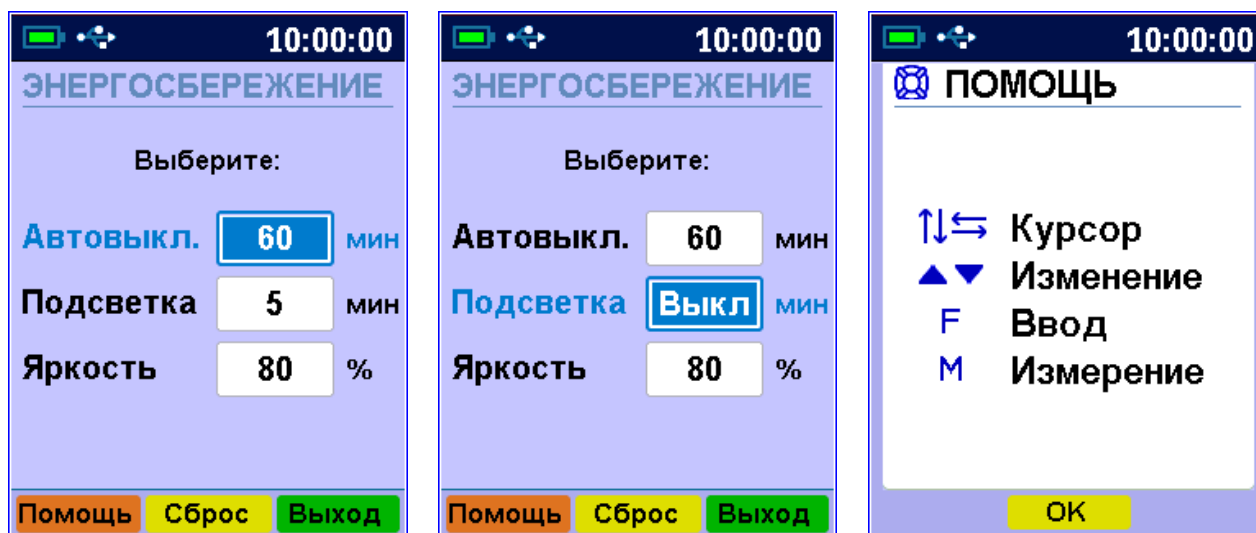 10:00:00
ЭНЕРГОСБЕРЕЖЕНИЕ
Выберите:
Автовыкл. 60 мин
Подсветка 5 мин
Яркость 80 %
Помощь Сброс Выход
10:00:00
ЭНЕРГОСБЕРЕЖЕНИЕ
Выберите:
Автовыкл. 60 мин
Подсветка Выкл мин
Яркость 80 %
Помощь Сброс Выход
10:00:00
ПОМОЩЬ
↑↓⇆ Курсор
▲▼ Изменение
F Ввод
M Измерение
OK